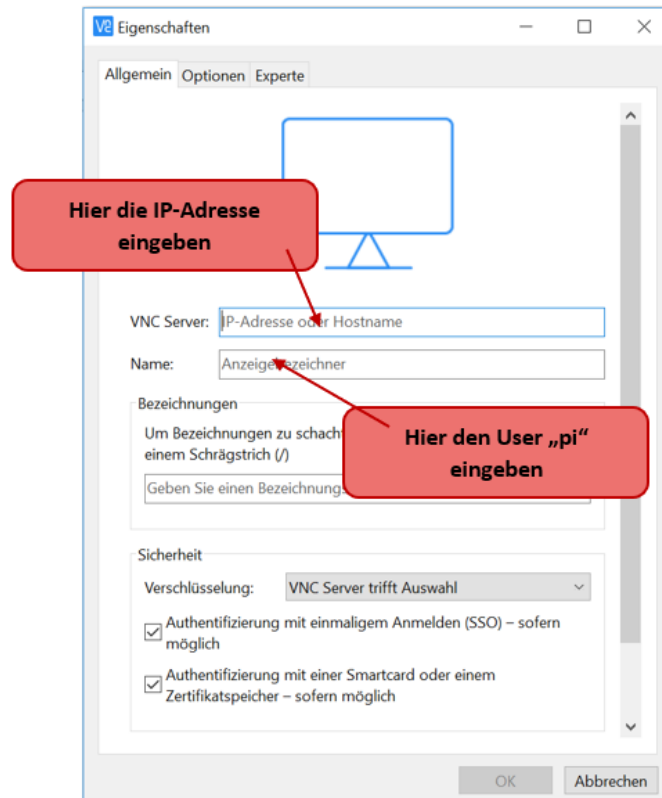 V2 Eigenschaften
Allgemein Optionen Experte
Hier die IP-Adresse
eingeben
VNC Server: IP-Adresse oder Hostname
Name: Anzeigebezeichner
Bezeichnungen
Um Bezeichnungen zu schacht
einem Schrägstrich (/)
Hier den User „pi“
eingeben
Geben Sie einen Bezeichnung
Sicherheit
Verschlüsselung: VNC Server trifft Auswahl
Authentifizierung mit einmaligem Anmelden (SSO) – sofern
möglich
Authentifizierung mit einer Smartcard oder einem
Zertifikatspeicher – sofern möglich
OK Abbrechen